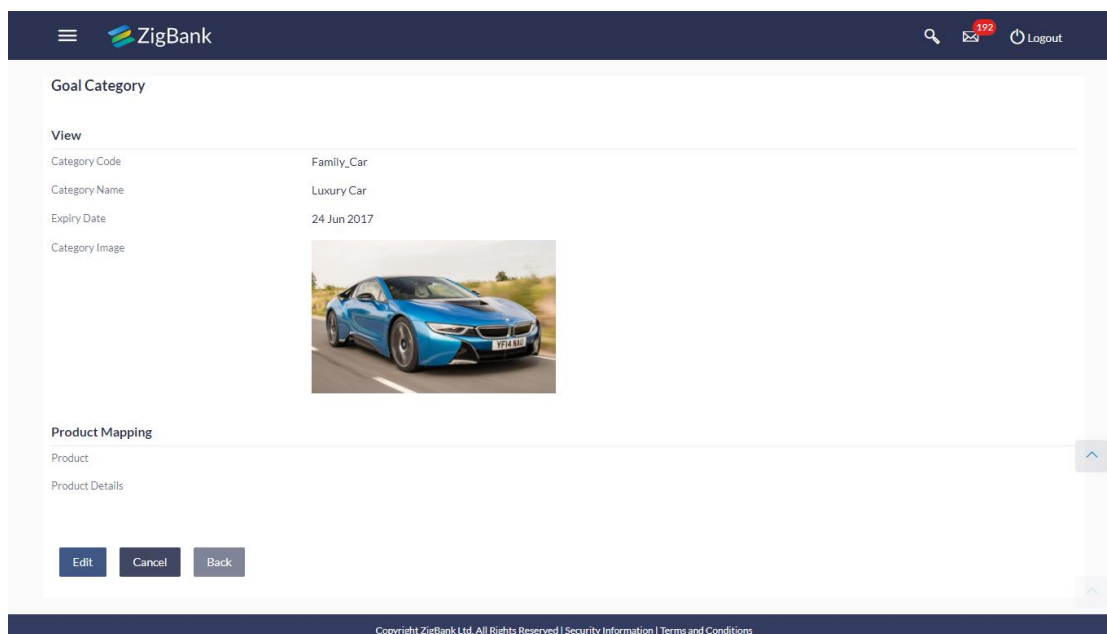 ZigBank
192
Logout
Goal Category
View
Category Code Family_Car
Category Name Luxury Car
Expiry Date 24 Jun 2017
Category Image
YF14 NAU
Product Mapping
Product
Product Details
Edit Cancel Back
Copyright ZigBank Ltd. All Rights Reserved | Security Information | Terms and Conditions